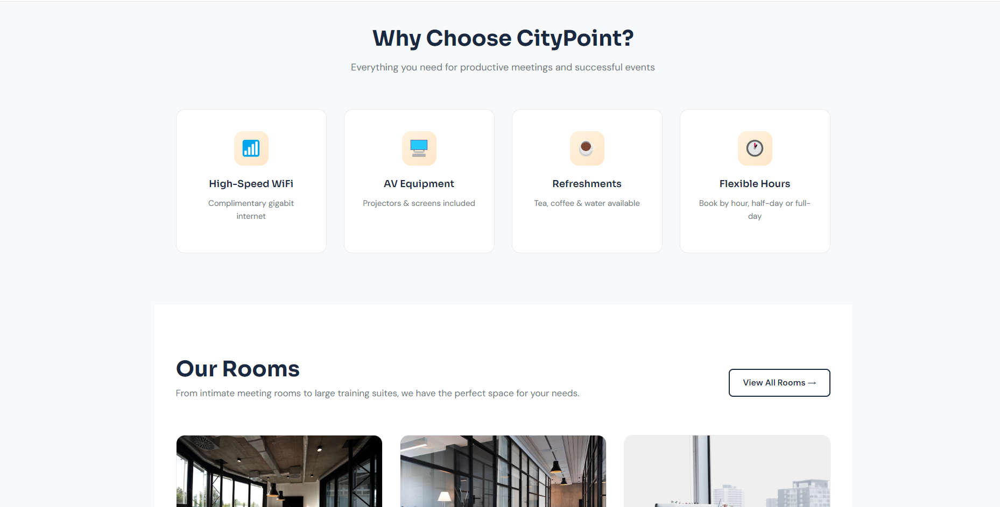 Why Choose CityPoint?
Everything you need for productive meetings and successful events
High-Speed WiFi
Complimentary gigabit
internet
AV Equipment
Projectors & screens included
Refreshments
Tea, coffee & water available
Flexible Hours
Book by hour, half-day or full-
day
Our Rooms
From intimate meeting rooms to large training suites, we have the perfect space for your needs.
View All Rooms →